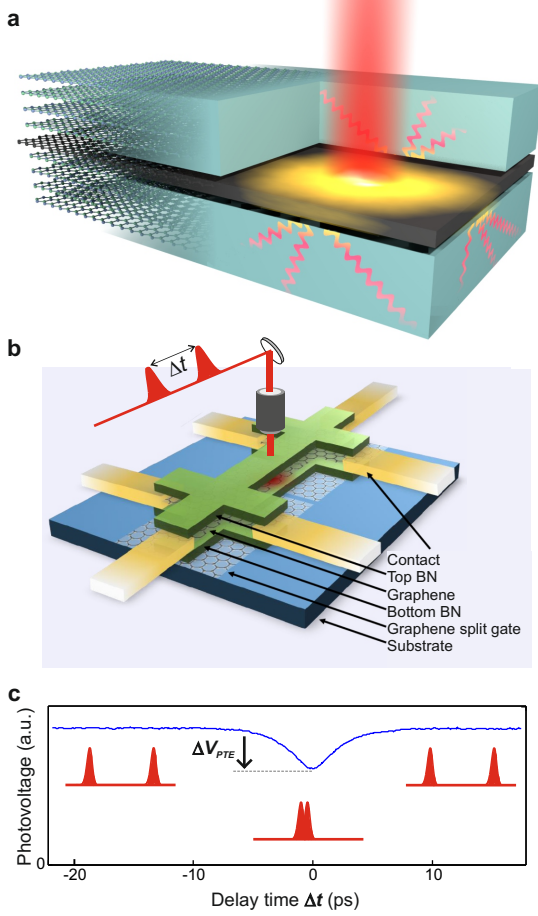 a
b
Δt
Contact
Top BN
Graphene
Bottom BN
Graphene split gate
Substrate
c
Photovoltage (a.u.)
ΔV_PTE
0
-20
-10
0
10
Delay time Δt (ps)